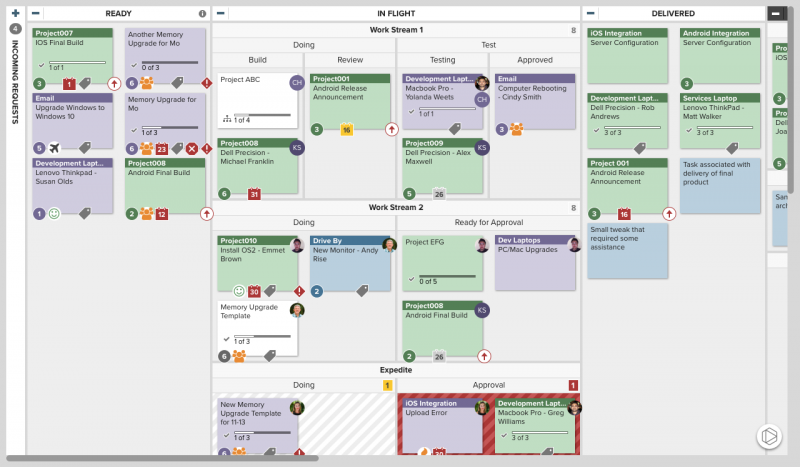 4
INCOMING REQUESTS
READY
Project007
IOS Final Build
1 of 1
3
1
Another Memory
Upgrade for Mo
0 of 3
6
Email
Upgrade Windows to
Windows 10
5
Memory Upgrade for
Mo
1 of 3
6
23
Development Lapt...
Lenovo Thinkpad -
Susan Olds
1
Project008
Android Final Build
2
12
IN FLIGHT
Work Stream 1
8
Doing
Test
Build
Review
Testing
Approved
Project ABC
CH
1 of 4
Project001
Android Release
Announcement
3
16
Development Lapt...
Macbook Pro -
Yolanda Weets
CH
1 of 1
Email
Computer Rebooting
- Cindy Smith
3
Project008
Dell Precision -
Michael Franklin
KS
6
31
Project009
Dell Precision - Alex
Maxwell
KS
5
26
Work Stream 2
8
Doing
Ready for Approval
Project010
Install OS2 - Emmet
Brown
30
Drive By
New Monitor - Andy
Rise
2
Project EFG
0 of 5
Dev Laptops
PC/Mac Upgrades
Memory Upgrade
Template
1 of 3
6
Project008
Android Final Build
KS
2
26
Expedite
Doing
1
Approval
1
New Memory
Upgrade Template
for 11-13
1 of 3
iOS Integration
Upload Error
Development Lapt...
Macbook Pro - Greg
Williams
3 of 3
DELIVERED
iOS Integration
Server Configuration
Android Integration
Server Configuration
3
Development Lapt...
Dell Precision - Rob
Andrews
3 of 3
Services Laptop
Lenovo ThinkPad -
Matt Walker
3 of 3
Project 001
Android Release
Announcement
3
16
Task associated with
delivery of final
product
Small tweak that
required some
assistance
3
5